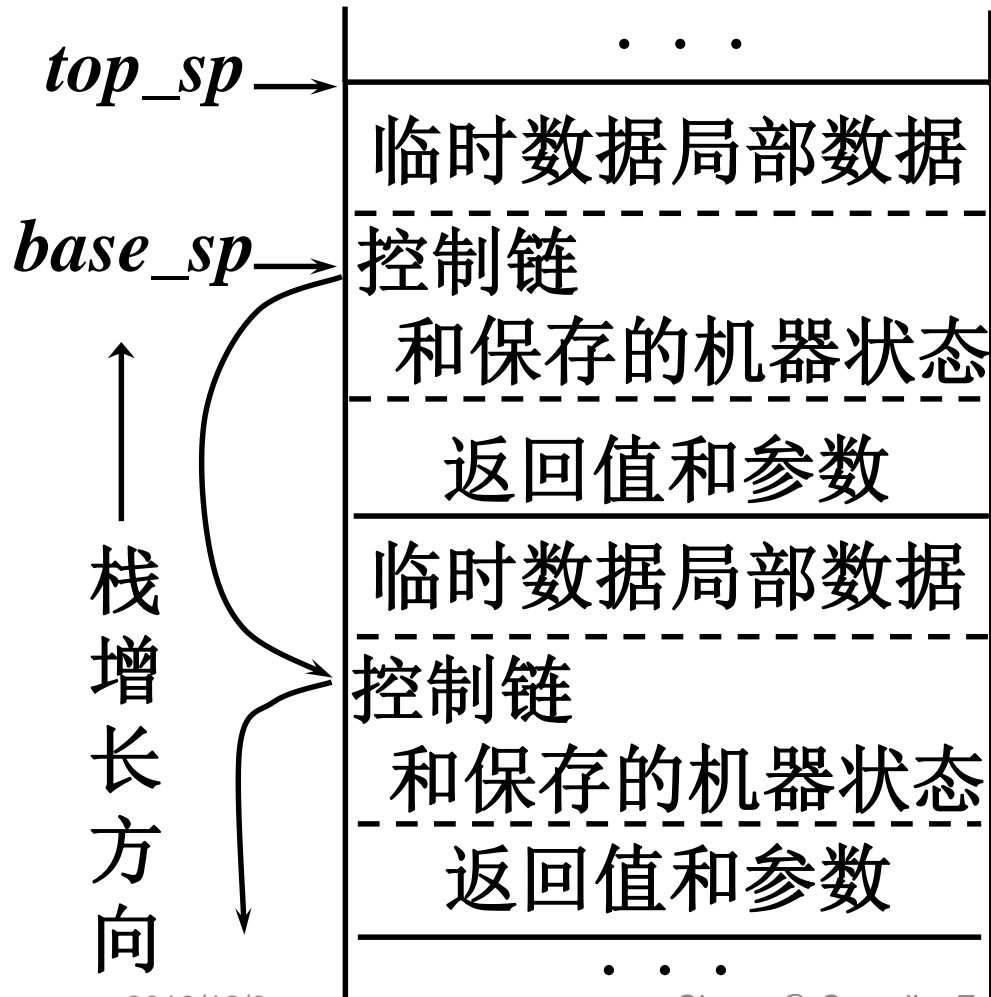 . . .
top_sp
临时数据局部数据
base_sp
控制链
和保存的机器状态
返回值和参数
临时数据局部数据
控制链
和保存的机器状态
返回值和参数
栈增长方向
. . .